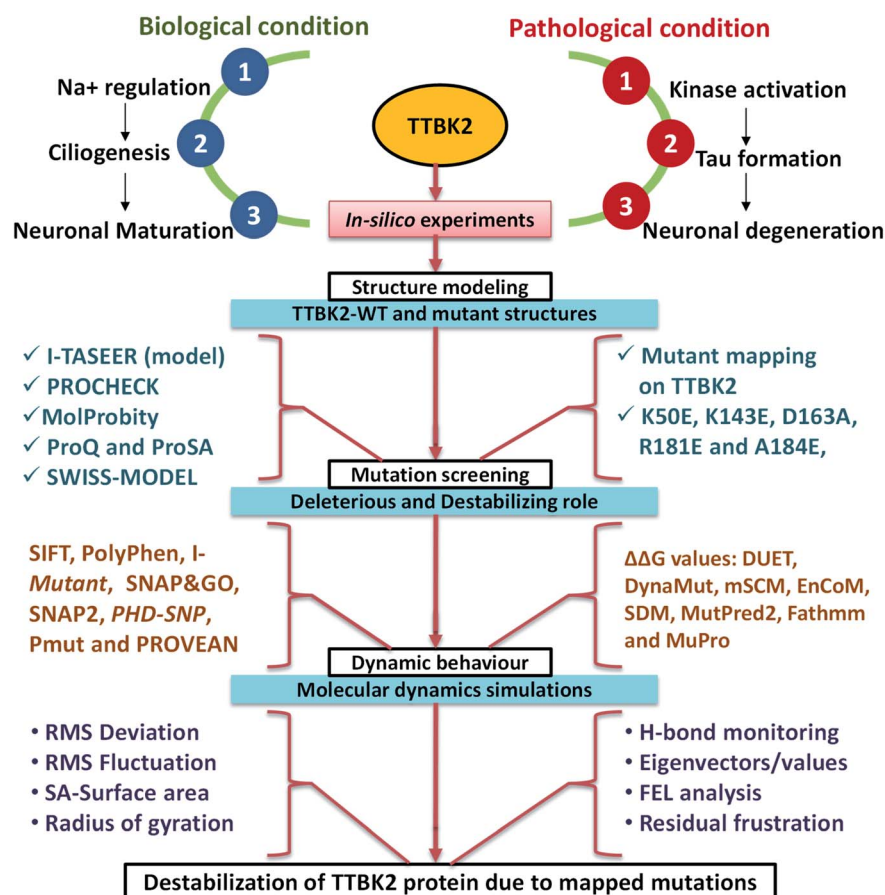 Biological condition
Pathological condition
1
Na+ regulation
2
Ciliogenesis
3
Neuronal Maturation
TTBK2
In-silico experiments
1
Kinase activation
2
Tau formation
3
Neuronal degeneration
Structure modeling
TTBK2-WT and mutant structures
✓ I-TASEER (model)
✓ PROCHECK
✓ MolProbity
✓ ProQ and ProSA
✓ SWISS-MODEL
✓ Mutant mapping
on TTBK2
✓ K50E, K143E, D163A,
R181E and A184E,
Mutation screening
Deleterious and Destabilizing role
SIFT, PolyPhen, I-
Mutant, SNAP&GO,
SNAP2, PHD-SNP,
Pmut and PROVEAN
ΔΔG values: DUET,
DynaMut, mSCM, EnCoM,
SDM, MutPred2, Fathmm
and MuPro
Dynamic behaviour
Molecular dynamics simulations
• RMS Deviation
• RMS Fluctuation
• SA-Surface area
• Radius of gyration
• H-bond monitoring
• Eigenvectors/values
• FEL analysis
• Residual frustration
Destabilization of TTBK2 protein due to mapped mutations